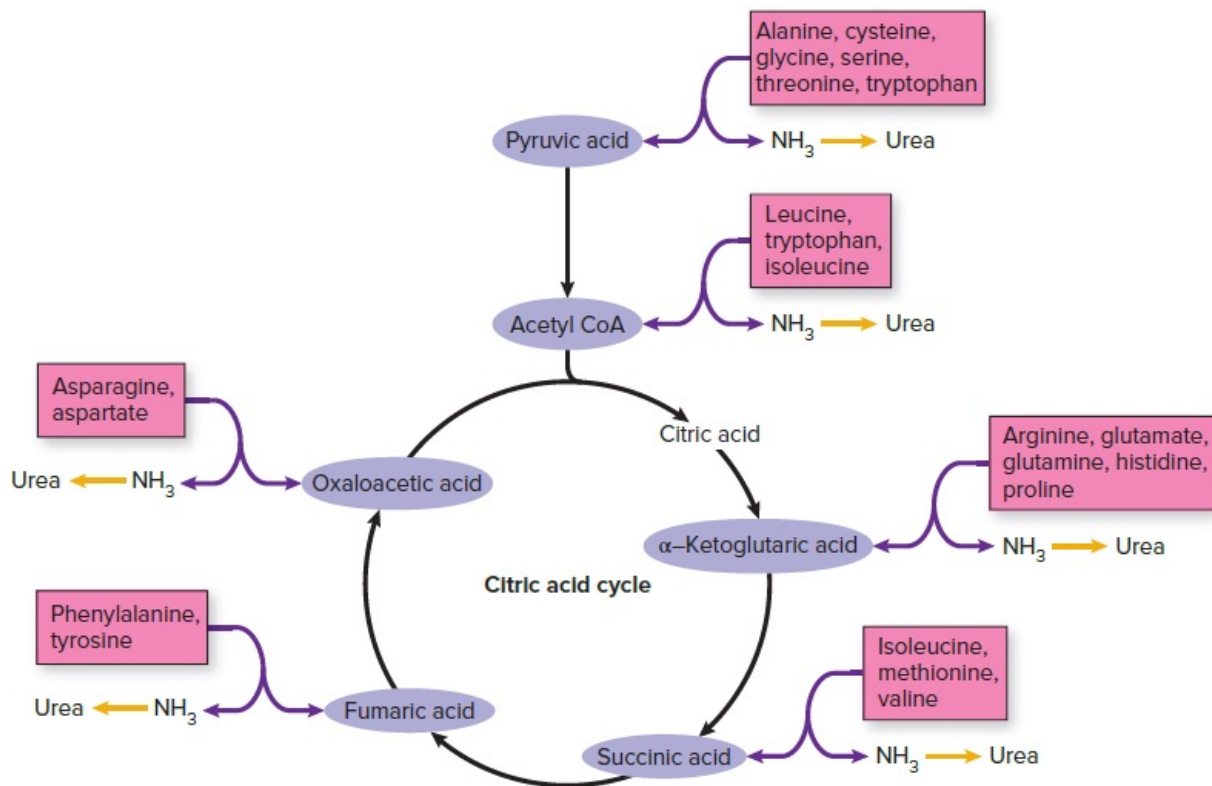 Alanine, cysteine,
glycine, serine,
threonine, tryptophan
Pyruvic acid
NH3
Urea
Leucine,
tryptophan,
isoleucine
Acetyl CoA
NH3
Urea
Asparagine,
aspartate
Urea
NH3
Oxaloacetic acid
Citric acid
Arginine, glutamate,
glutamine, histidine,
proline
α–Ketoglutaric acid
NH3
Urea
Citric acid cycle
Phenylalanine,
tyrosine
Urea
NH3
Fumaric acid
Isoleucine,
methionine,
valine
Succinic acid
NH3
Urea